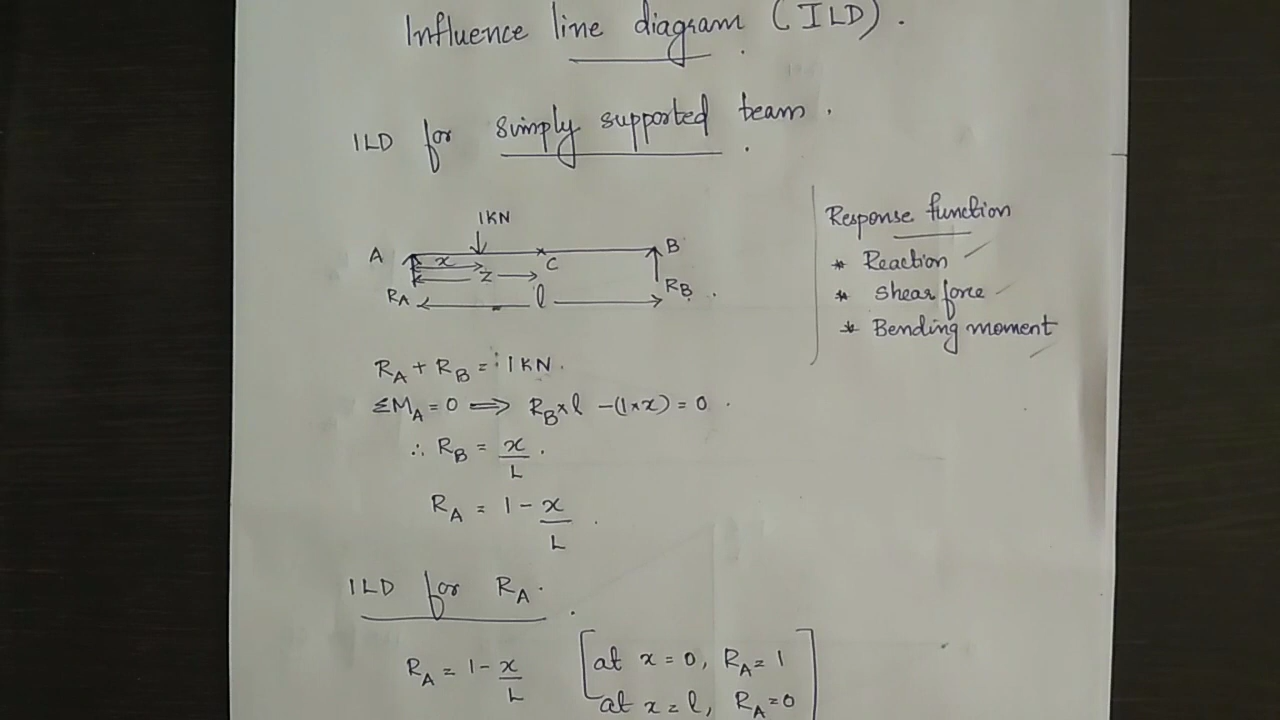 Influence line diagram (ILD).
ILD for simply supported beam.
1KN
A x C B
z
RA l RB.
RA + RB = 1KN.
ΣMA = 0 ⟹ RB×l -(1×x) = 0.
∴ RB = x/L.
RA = 1 - x/L.
ILD for RA.
RA = 1 - x/L [at x = 0, RA = 1
at x = l, RA = 0]
Response function
* Reaction
* Shear force
* Bending moment